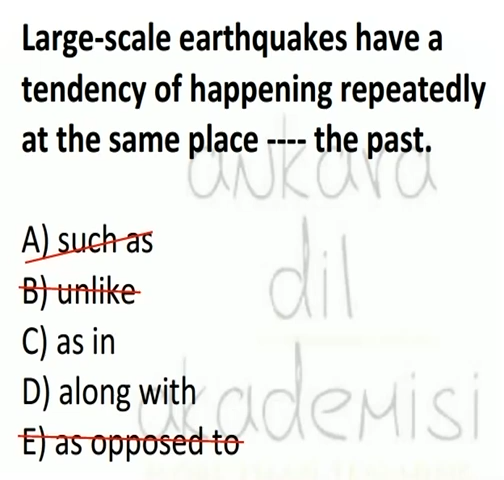 Large-scale earthquakes have a
tendency of happening repeatedly
at the same place ---- the past.
ankara
A) such as
dil
B) unlike
C) as in
D) along with
akademisi
E) as opposed to